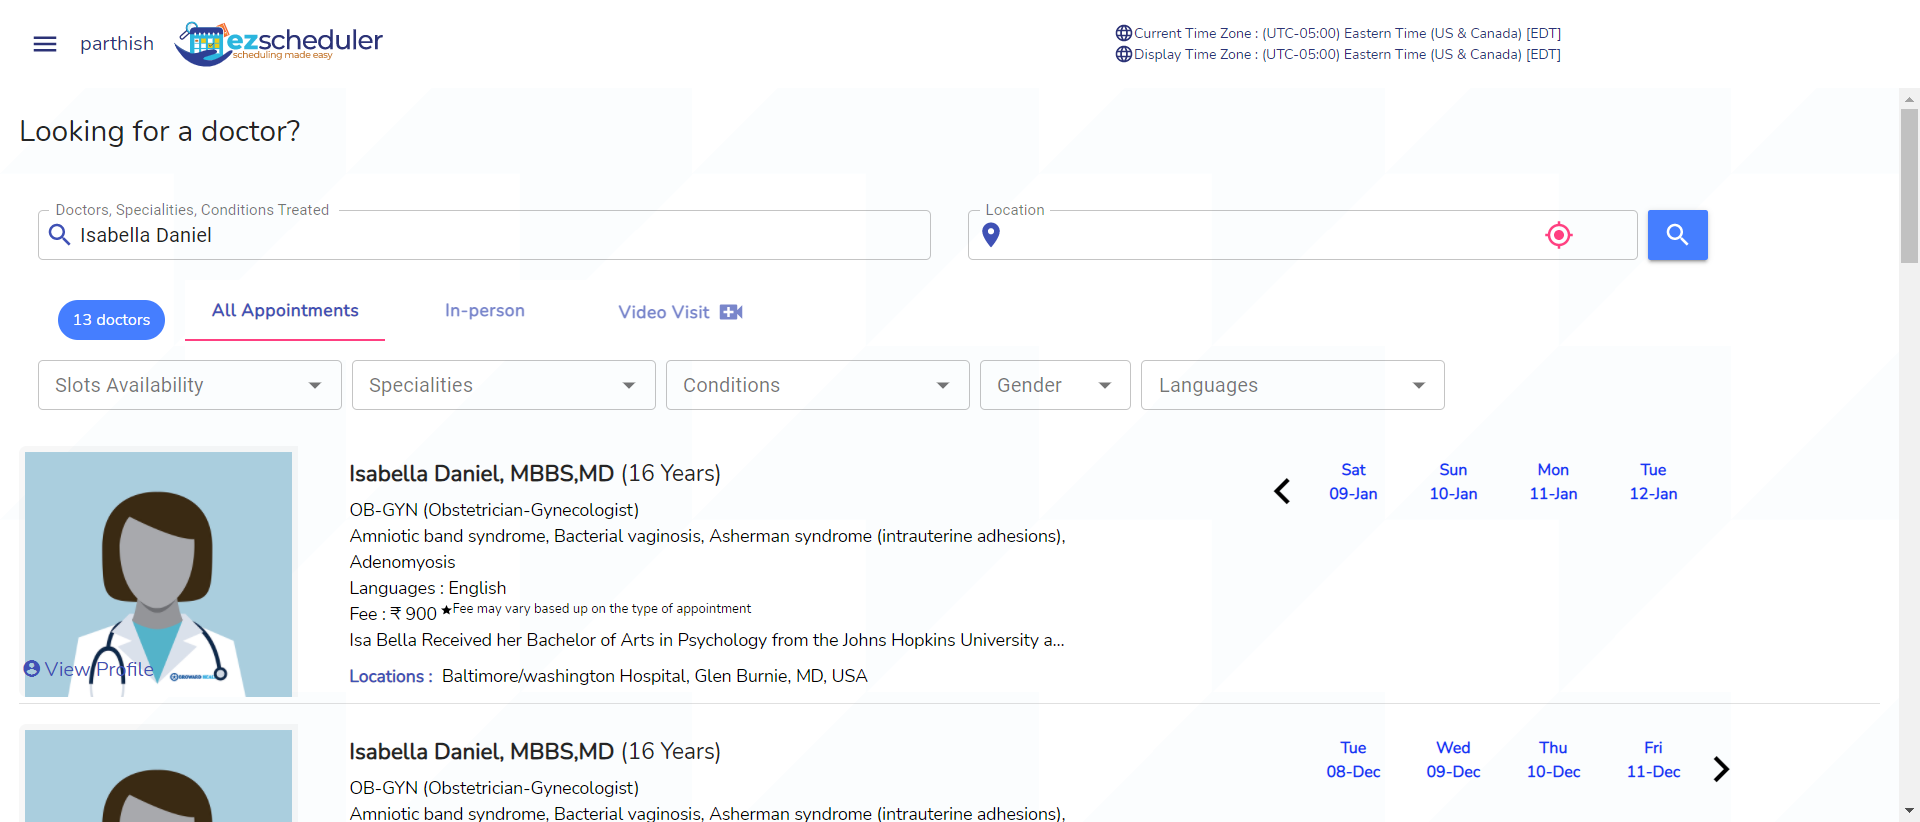 parthish
ezscheduler
scheduling made easy
Current Time Zone : (UTC-05:00) Eastern Time (US & Canada) [EDT]
Display Time Zone : (UTC-05:00) Eastern Time (US & Canada) [EDT]
Looking for a doctor?
Doctors, Specialities, Conditions Treated
Isabella Daniel
Location
13 doctors
All Appointments
In-person
Video Visit
Slots Availability
Specialities
Conditions
Gender
Languages
Isabella Daniel, MBBS,MD (16 Years)
OB-GYN (Obstetrician-Gynecologist)
Amniotic band syndrome, Bacterial vaginosis, Asherman syndrome (intrauterine adhesions),
Adenomyosis
Languages : English
Fee : ₹ 900 ★Fee may vary based up on the type of appointment
Isa Bella Received her Bachelor of Arts in Psychology from the Johns Hopkins University a...
Locations : Baltimore/washington Hospital, Glen Burnie, MD, USA
View Profile
Sat Sun Mon Tue
09-Jan 10-Jan 11-Jan 12-Jan
Isabella Daniel, MBBS,MD (16 Years)
OB-GYN (Obstetrician-Gynecologist)
Amniotic band syndrome, Bacterial vaginosis, Asherman syndrome (intrauterine adhesions),
Tue Wed Thu Fri
08-Dec 09-Dec 10-Dec 11-Dec